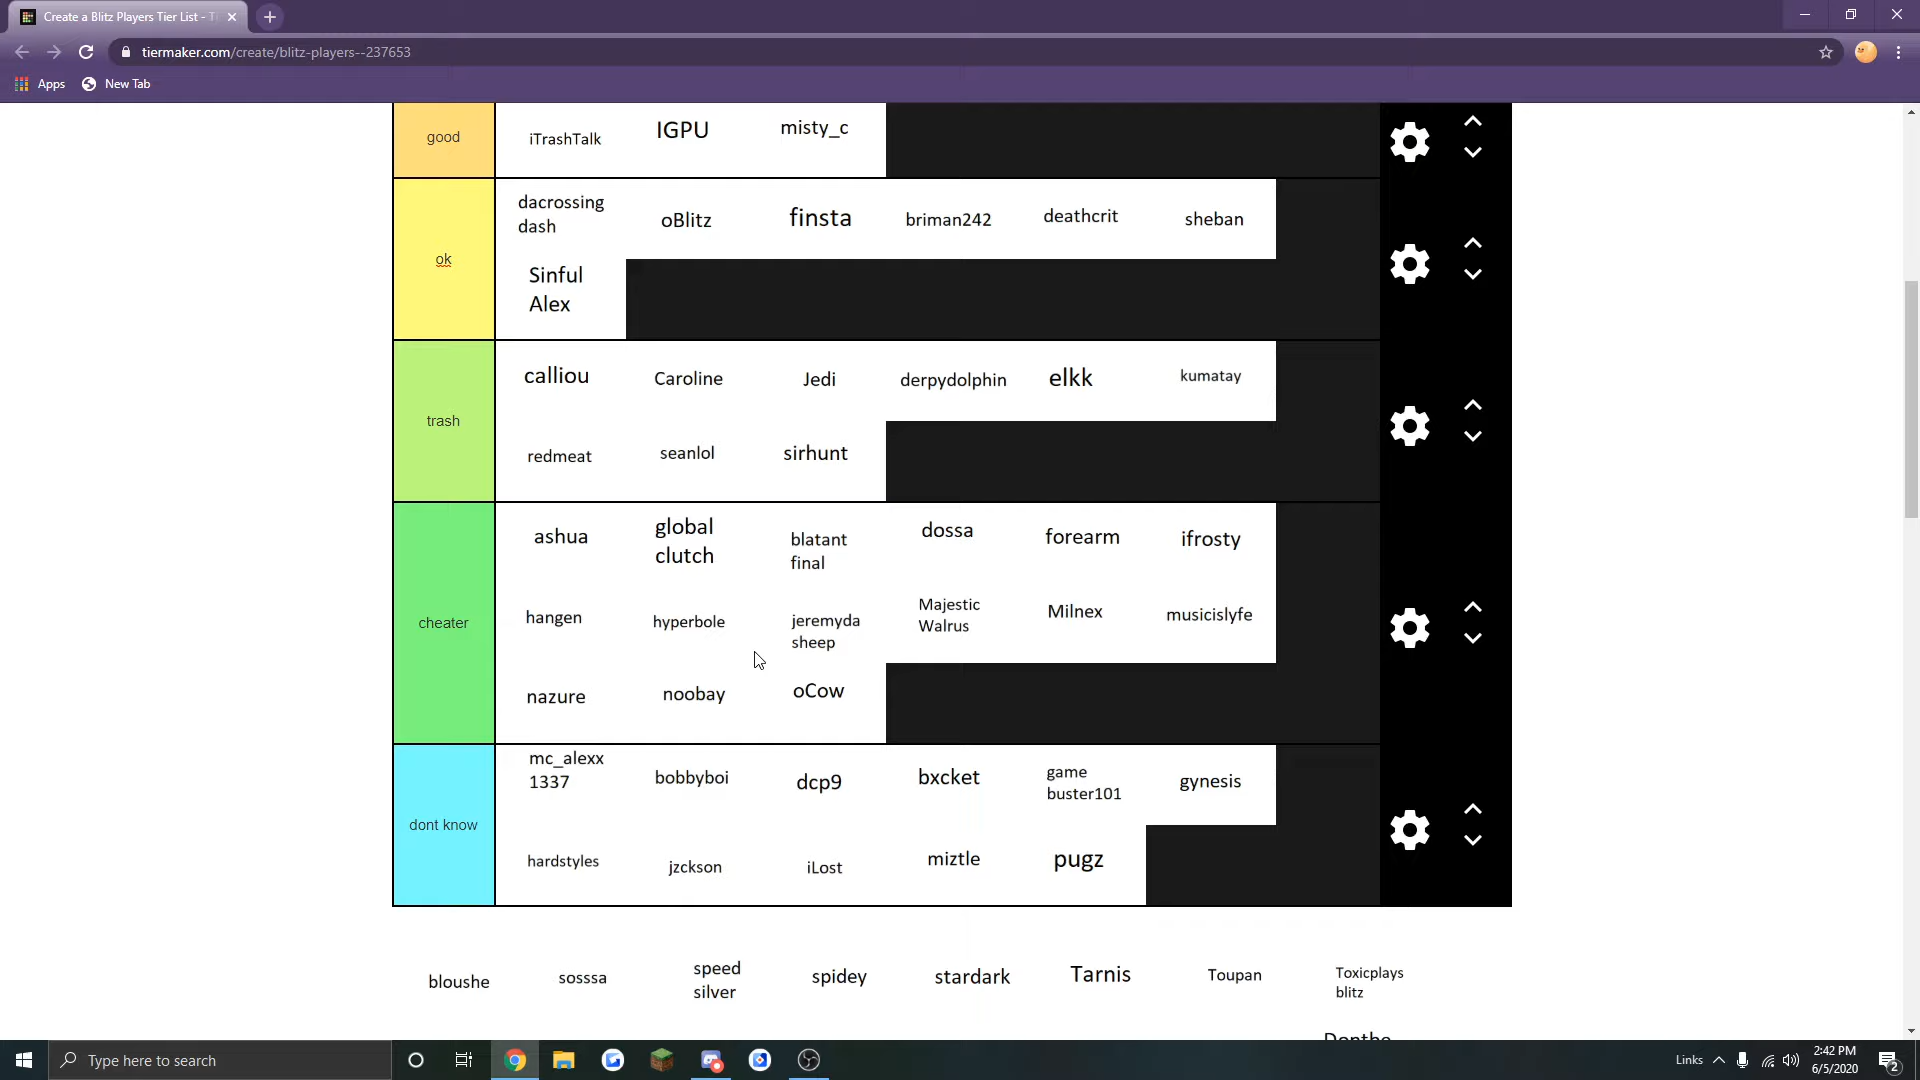 Create a Blitz Players Tier List - T
tiermaker.com/create/blitz-players--237653
Apps New Tab
good iTrashTalk IGPU misty_c
ok
dacrossing
dash
oBlitz finsta briman242 deathcrit sheban
Sinful
Alex
trash
calliou Caroline Jedi derpydolphin elkk kumatay
redmeat seanlol sirhunt
cheater
ashua
global
clutch
blatant
final
dossa forearm ifrosty
hangen hyperbole
jeremyda
sheep
Majestic
Walrus
Milnex musicislyfe
nazure noobay oCow
dont know
mc_alexx
1337
bobbyboi dcp9 bxcket
game
buster101
gynesis
hardstyles jzckson iLost miztle pugz
bloushe sosssa
speed
silver
spidey stardark Tarnis Toupan
Toxicplays
blitz
Type here to search
Links
2:42 PM
6/5/2020
2